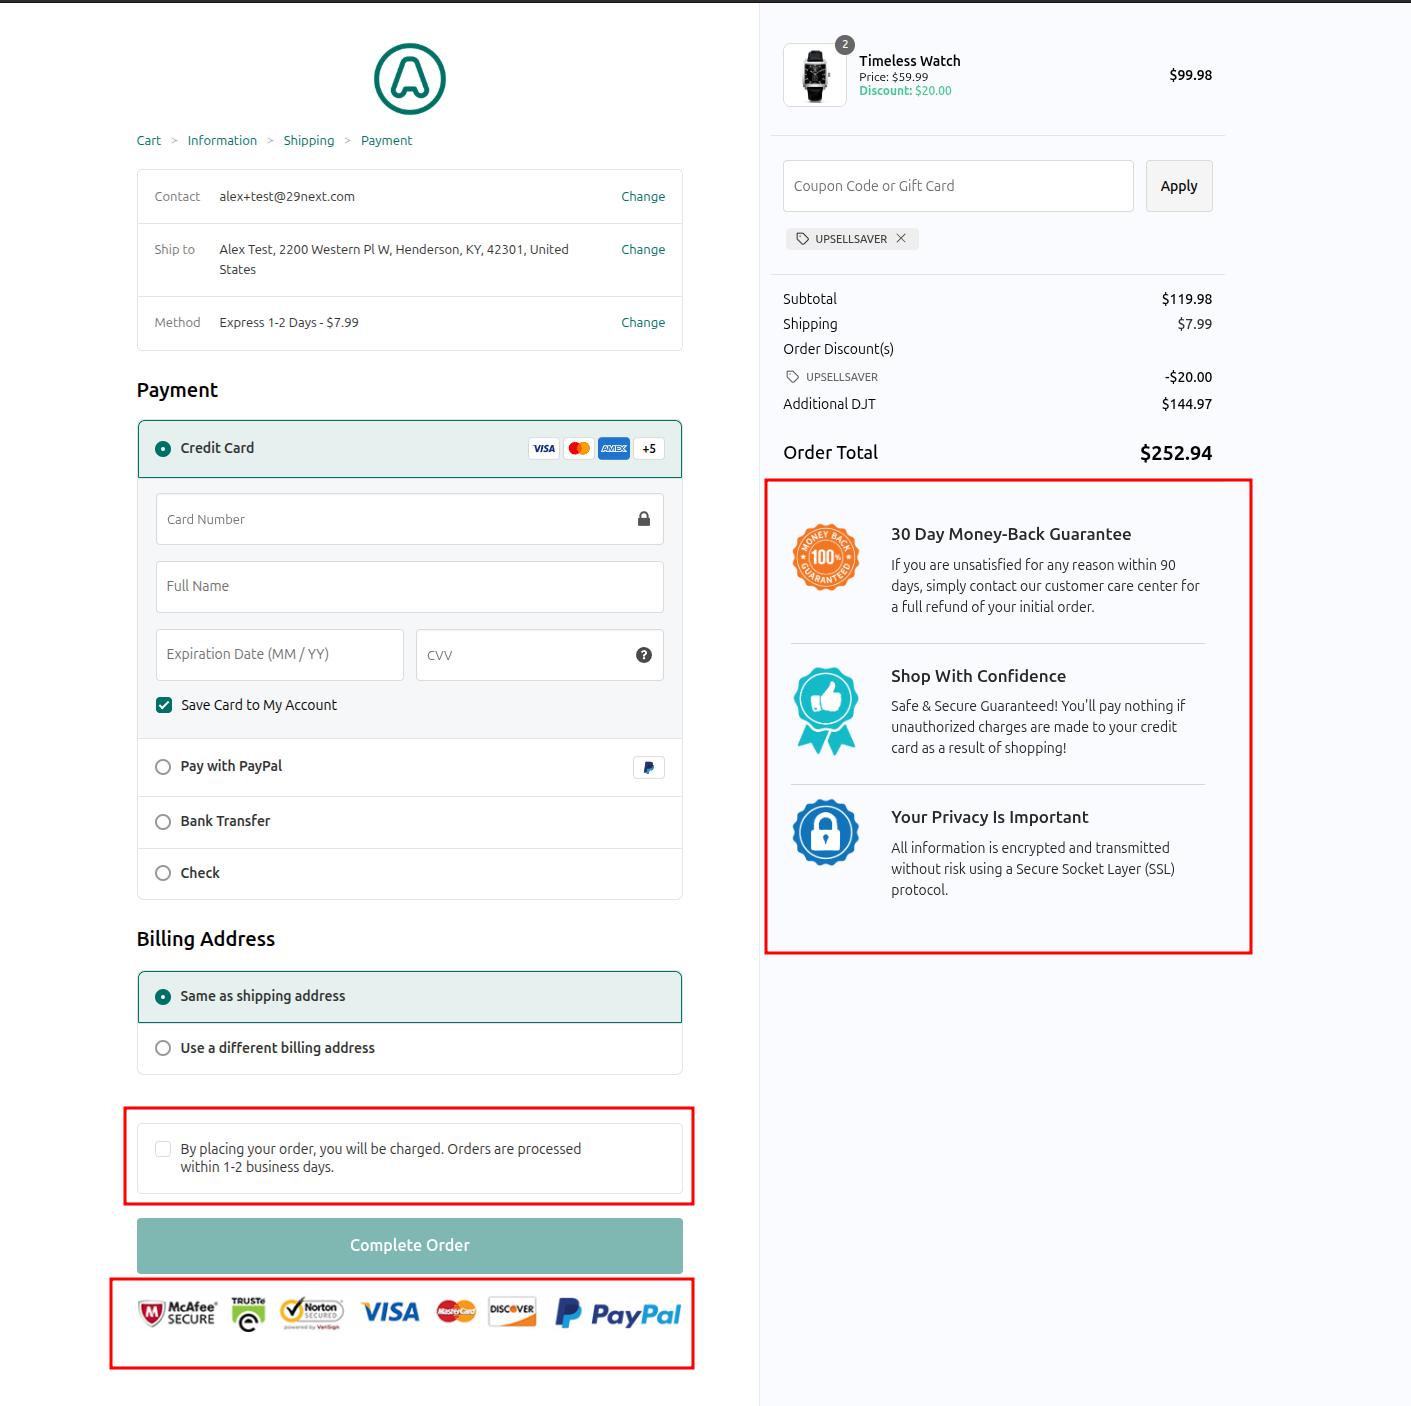 Cart > Information > Shipping > Payment
Contact alex+test@29next.com Change
Ship to Alex Test, 2200 Western Pl W, Henderson, KY, 42301, United Change
States
Method Express 1-2 Days - $7.99 Change
Payment
Credit Card VISA AMEX +5
Card Number
Full Name
Expiration Date (MM / YY) CVV ?
Save Card to My Account
Pay with PayPal
Bank Transfer
Check
Billing Address
Same as shipping address
Use a different billing address
By placing your order, you will be charged. Orders are processed
within 1-2 business days.
Complete Order
McAfee SECURE TRUSTe Norton SECURED powered by VeriSign VISA MasterCard DISCOVER PayPal
2
Timeless Watch
Price: $59.99 $99.98
Discount: $20.00
Coupon Code or Gift Card Apply
UPSELLSAVER
Subtotal $119.98
Shipping $7.99
Order Discount(s)
UPSELLSAVER -$20.00
Additional DJT $144.97
Order Total $252.94
MONEY BACK 100% GUARANTEED
30 Day Money-Back Guarantee
If you are unsatisfied for any reason within 90
days, simply contact our customer care center for
a full refund of your initial order.
Shop With Confidence
Safe & Secure Guaranteed! You'll pay nothing if
unauthorized charges are made to your credit
card as a result of shopping!
Your Privacy Is Important
All information is encrypted and transmitted
without risk using a Secure Socket Layer (SSL)
protocol.